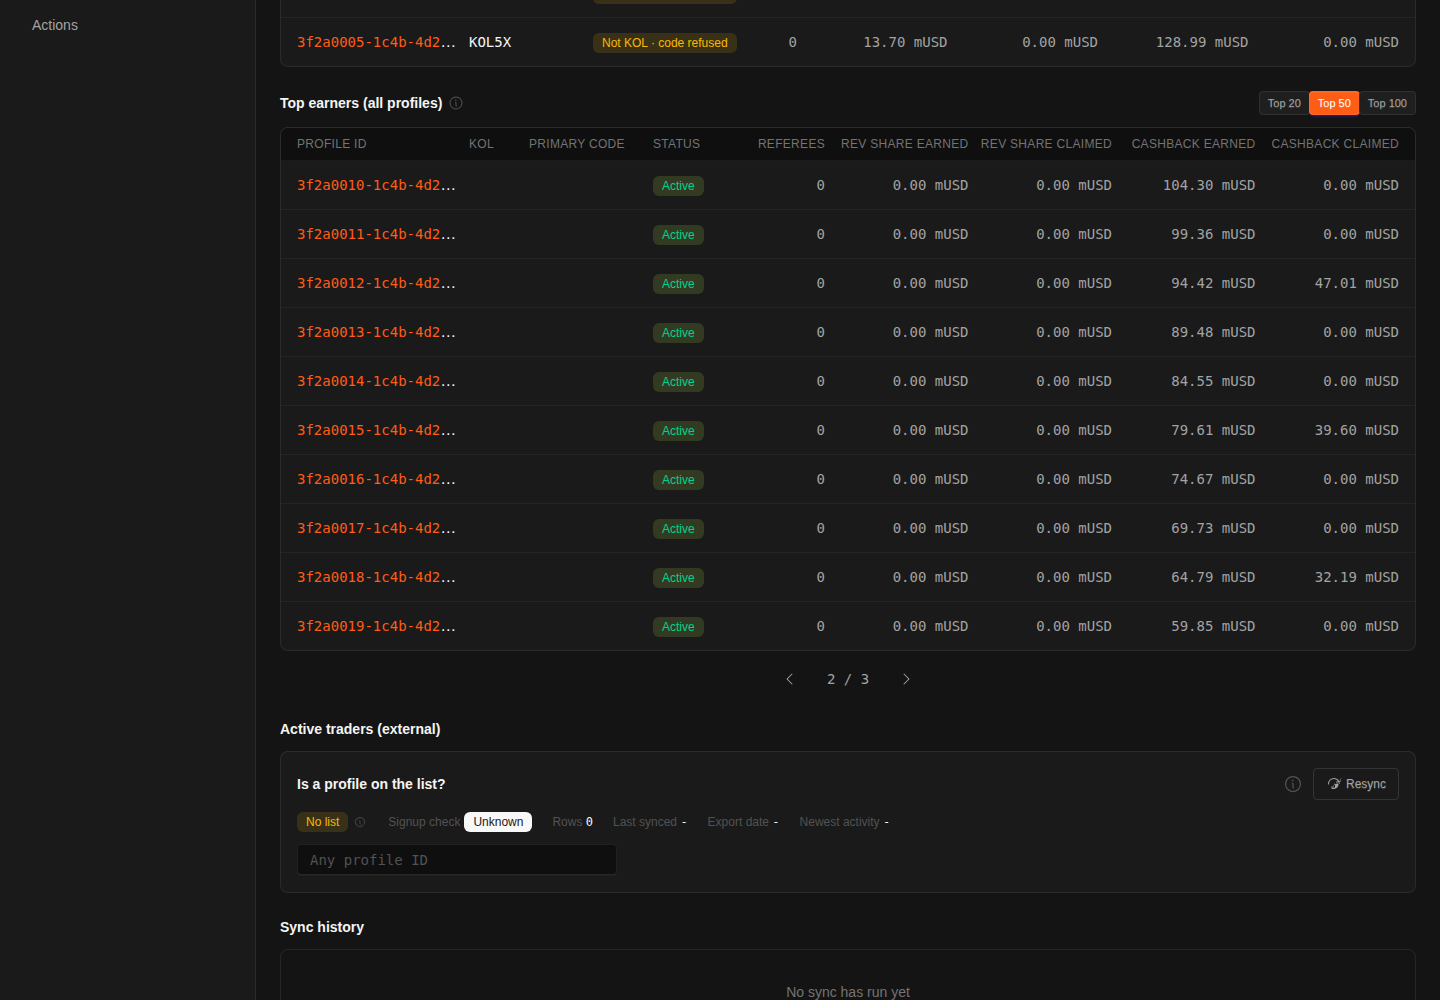 Actions
3f2a0005-1c4b-4d2... KOL5X Not KOL · code refused 0 13.70 mUSD 0.00 mUSD 128.99 mUSD 0.00 mUSD
Top earners (all profiles) Top 20 Top 50 Top 100
PROFILE ID KOL PRIMARY CODE STATUS REFEREES REV SHARE EARNED REV SHARE CLAIMED CASHBACK EARNED CASHBACK CLAIMED
3f2a0010-1c4b-4d2... Active 0 0.00 mUSD 0.00 mUSD 104.30 mUSD 0.00 mUSD
3f2a0011-1c4b-4d2... Active 0 0.00 mUSD 0.00 mUSD 99.36 mUSD 0.00 mUSD
3f2a0012-1c4b-4d2... Active 0 0.00 mUSD 0.00 mUSD 94.42 mUSD 47.01 mUSD
3f2a0013-1c4b-4d2... Active 0 0.00 mUSD 0.00 mUSD 89.48 mUSD 0.00 mUSD
3f2a0014-1c4b-4d2... Active 0 0.00 mUSD 0.00 mUSD 84.55 mUSD 0.00 mUSD
3f2a0015-1c4b-4d2... Active 0 0.00 mUSD 0.00 mUSD 79.61 mUSD 39.60 mUSD
3f2a0016-1c4b-4d2... Active 0 0.00 mUSD 0.00 mUSD 74.67 mUSD 0.00 mUSD
3f2a0017-1c4b-4d2... Active 0 0.00 mUSD 0.00 mUSD 69.73 mUSD 0.00 mUSD
3f2a0018-1c4b-4d2... Active 0 0.00 mUSD 0.00 mUSD 64.79 mUSD 32.19 mUSD
3f2a0019-1c4b-4d2... Active 0 0.00 mUSD 0.00 mUSD 59.85 mUSD 0.00 mUSD
2 / 3
Active traders (external)
Is a profile on the list? Resync
No list Signup check Unknown Rows 0 Last synced - Export date - Newest activity -
Any profile ID
Sync history
No sync has run yet